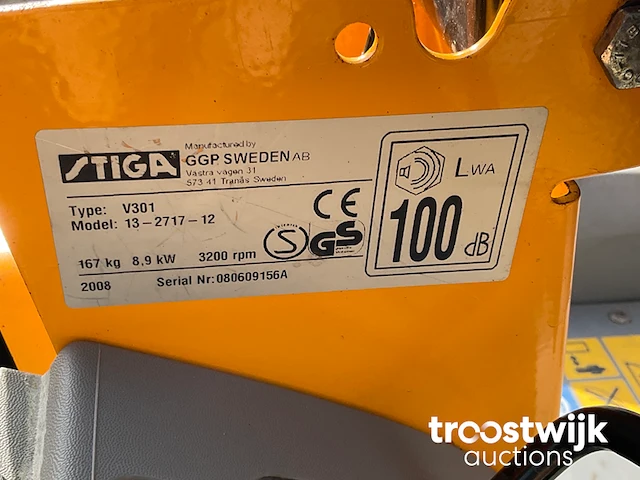 STIGA
Manufactured by
GGP SWEDEN AB
Västra vägen 31
573 41 Tranås Sweden
Type: V301
Model: 13-2717-12
167 kg 8,9 kW 3200 rpm
2008 Serial Nr:080609156A
CE
S
GS
LWA
100
dB
troostwijk
auctions